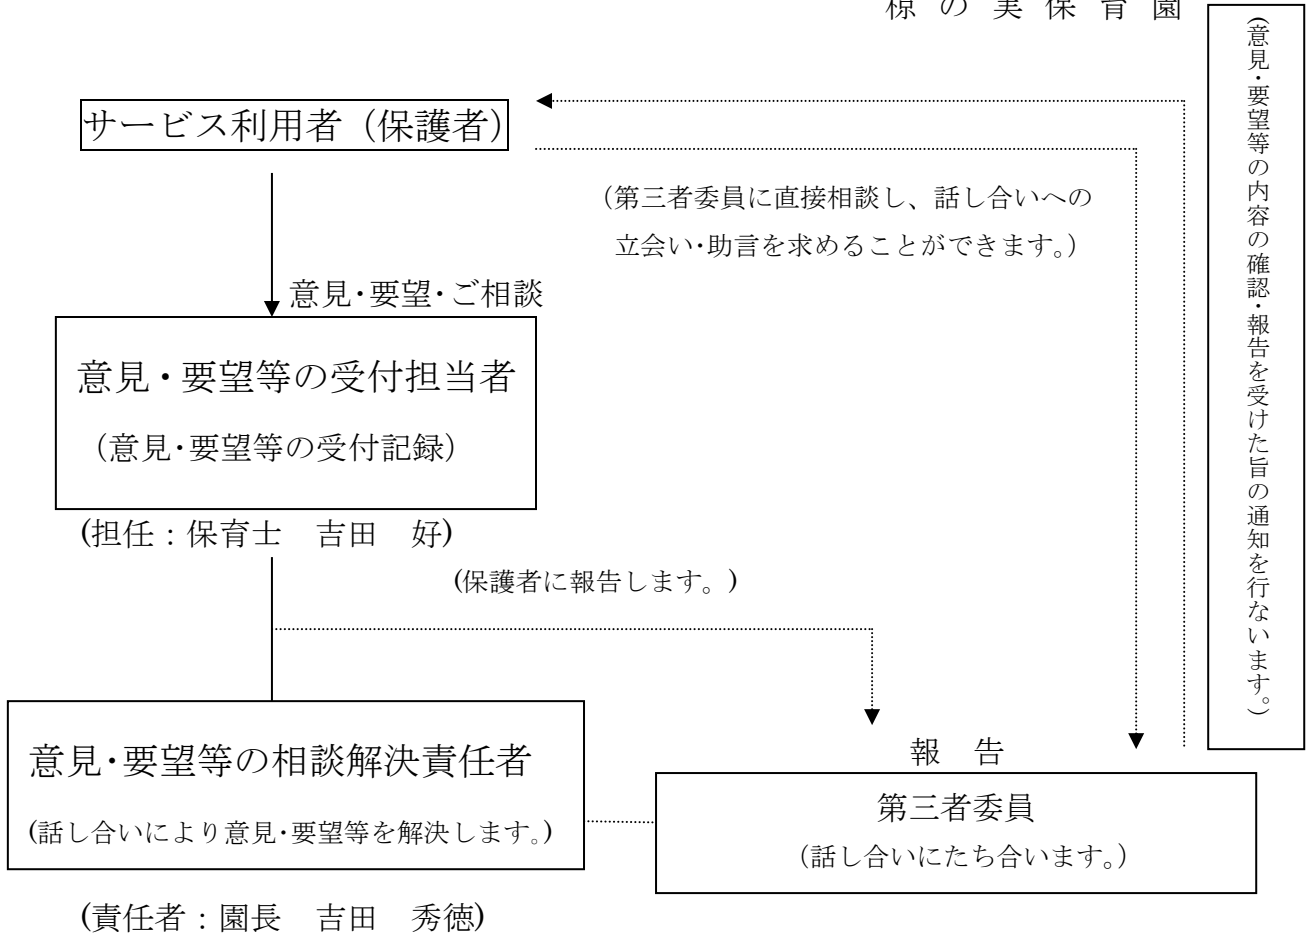 椋の実保育園
サービス利用者（保護者）
（第三者委員に直接相談し、話し合いへの
立会い･助言を求めることができます。）
意見･要望･ご相談
意見・要望等の受付担当者
（意見･要望等の受付記録）
(担任：保育士　吉田　好)
(保護者に報告します。)
意見･要望等の相談解決責任者
(話し合いにより意見･要望等を解決します。)
(責任者：園長　吉田　秀徳)
報　告
第三者委員
（話し合いにたち合います。）
（意見・要望等の内容の確認・報告を受けた旨の通知を行ないます。）